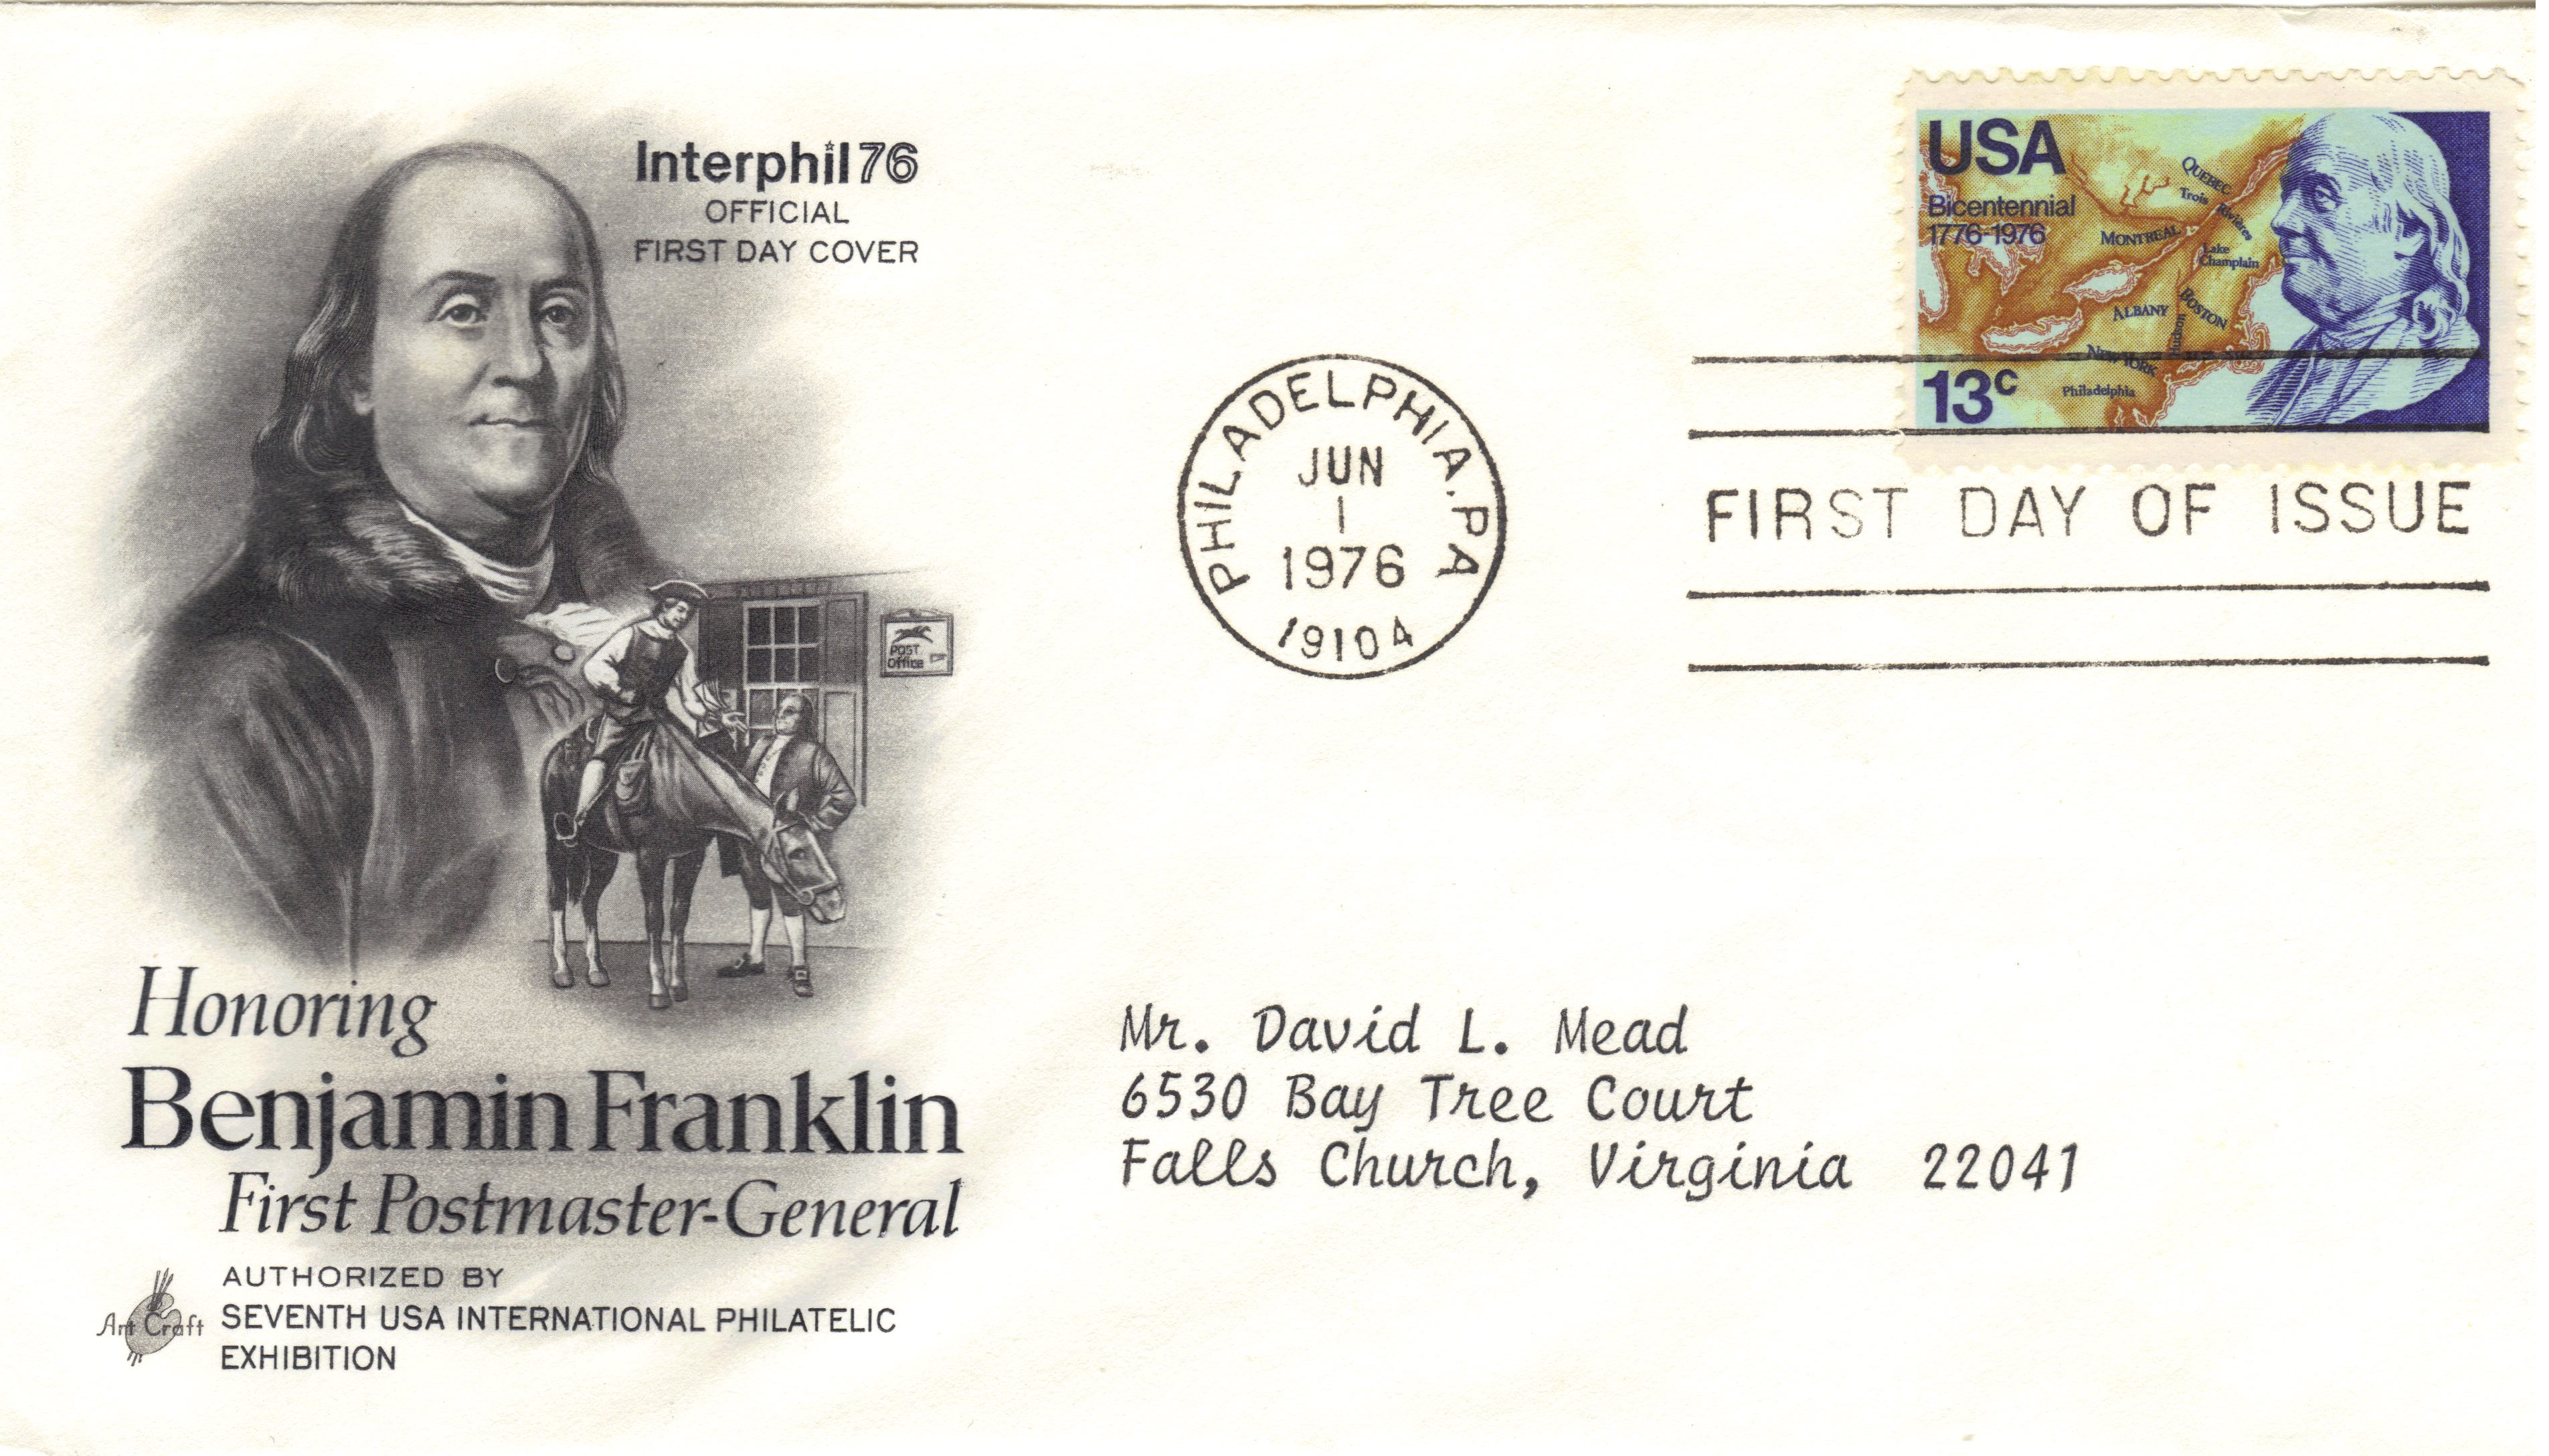 Interphil 76
OFFICIAL
FIRST DAY COVER
USA
Bicentennial
1776-1976
QUEBEC
Trois Rivières
MONTREAL
Lake
Champlain
ALBANY
BOSTON
Hudson
NEW YORK
Philadelphia
13c
PHILADELPHIA, PA
JUN
1
1976
19104
FIRST DAY OF ISSUE
POST
Office
Honoring
Benjamin Franklin
First Postmaster-General
Art Craft
AUTHORIZED BY
SEVENTH USA INTERNATIONAL PHILATELIC
EXHIBITION
Mr. David L. Mead
6530 Bay Tree Court
Falls Church, Virginia 22041